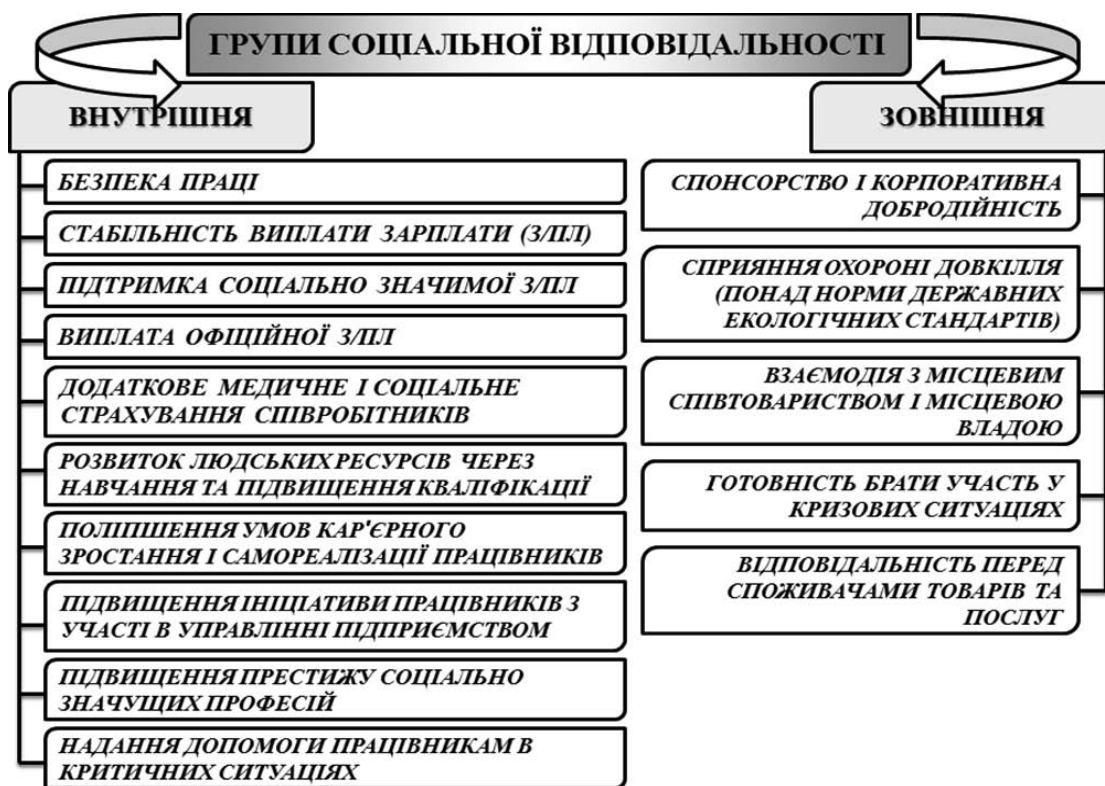 ГРУПИ СОЦІАЛЬНОЇ ВІДПОВІДАЛЬНОСТІ
ВНУТРІШНЯ
БЕЗПЕКА ПРАЦІ
СТАБІЛЬНІСТЬ ВИПЛАТИ ЗАРПЛАТИ (З/ПЛ)
ПІДТРИМКА СОЦІАЛЬНО ЗНАЧИМОЇ З/ПЛ
ВИПЛАТА ОФІЦІЙНОЇ З/ПЛ
ДОДАТКОВЕ МЕДИЧНЕ І СОЦІАЛЬНЕ
СТРАХУВАННЯ СПІВРОБІТНИКІВ
РОЗВИТОК ЛЮДСЬКИХ РЕСУРСІВ ЧЕРЕЗ
НАВЧАННЯ ТА ПІДВИЩЕННЯ КВАЛІФІКАЦІЇ
ПОЛІПШЕННЯ УМОВ КАР'ЄРНОГО
ЗРОСТАННЯ І САМОРЕАЛІЗАЦІЇ ПРАЦІВНИКІВ
ПІДВИЩЕННЯ ІНІЦІАТИВИ ПРАЦІВНИКІВ З
УЧАСТІ В УПРАВЛІННІ ПІДПРИЄМСТВОМ
ПІДВИЩЕННЯ ПРЕСТИЖУ СОЦІАЛЬНО
ЗНАЧУЩИХ ПРОФЕСІЙ
НАДАННЯ ДОПОМОГИ ПРАЦІВНИКАМ В
КРИТИЧНИХ СИТУАЦІЯХ
ЗОВНІШНЯ
СПОНСОРСТВО І КОРПОРАТИВНА
ДОБРОДІЙНІСТЬ
СПРИЯННЯ ОХОРОНІ ДОВКІЛЛЯ
(ПОНАД НОРМИ ДЕРЖАВНИХ
ЕКОЛОГІЧНИХ СТАНДАРТІВ)
ВЗАЄМОДІЯ З МІСЦЕВИМ
СПІВТОВАРИСТВОМ І МІСЦЕВОЮ
ВЛАДОЮ
ГОТОВНІСТЬ БРАТИ УЧАСТЬ У
КРИЗОВИХ СИТУАЦІЯХ
ВІДПОВІДАЛЬНІСТЬ ПЕРЕД
СПОЖИВАЧАМИ ТОВАРІВ ТА
ПОСЛУГ